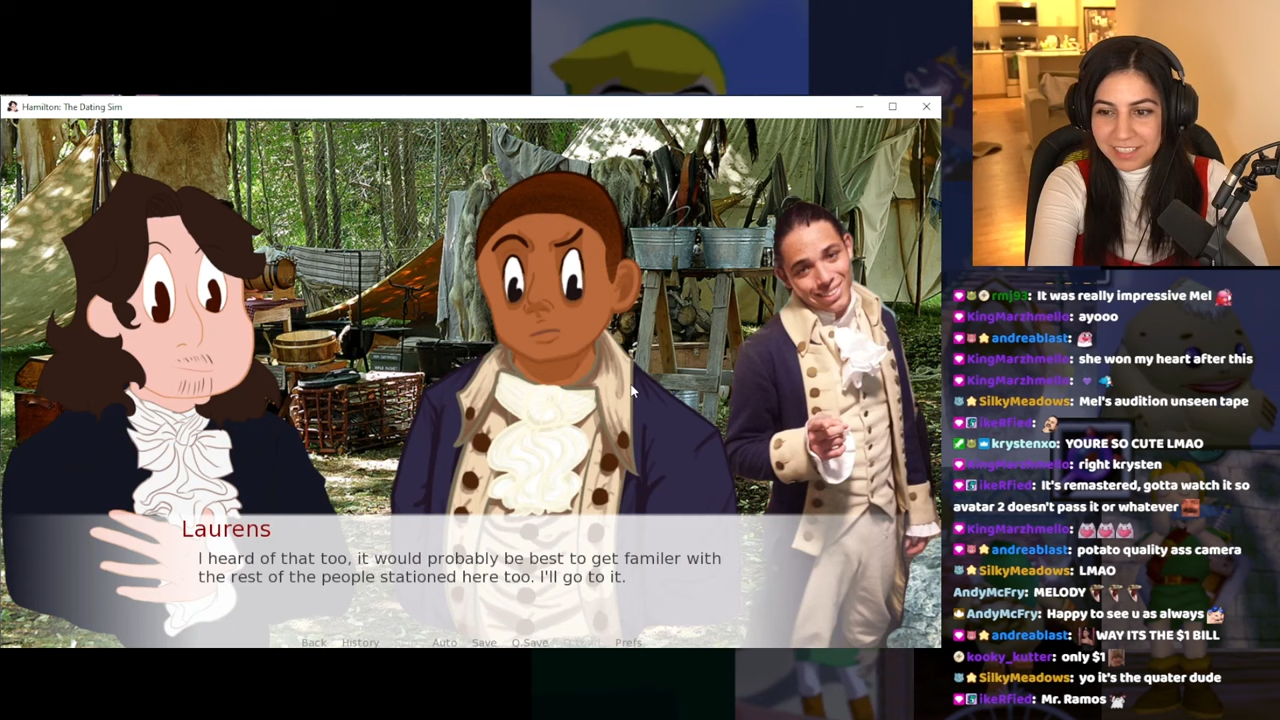 Hamilton: The Dating Sim
Laurens
I heard of that too, it would probably be best to get familer with
the rest of the people stationed here too. I'll go to it.
Back History Auto Save Q.Save Prefs
rmj93: It was really impressive Mel
KingMarzhmello: ayooo
andreablast:
KingMarzhmello: she won my heart after this
KingMarzhmello:
SilkyMeadows: Mel's audition unseen tape
ikeRfied:
krystenxo: YOURE SO CUTE LMAO
KingMarzhmello: right krysten
ikeRfied: It's remastered, gotta watch it so
avatar 2 doesn't pass it or whatever
KingMarzhmello:
andreablast: potato quality ass camera
SilkyMeadows: LMAO
AndyMcFry: MELODY
AndyMcFry: Happy to see u as always
andreablast: WAY ITS THE $1 BILL
kooky_kutter: only $1
SilkyMeadows: yo it's the quater dude
ikeRfied: Mr. Ramos